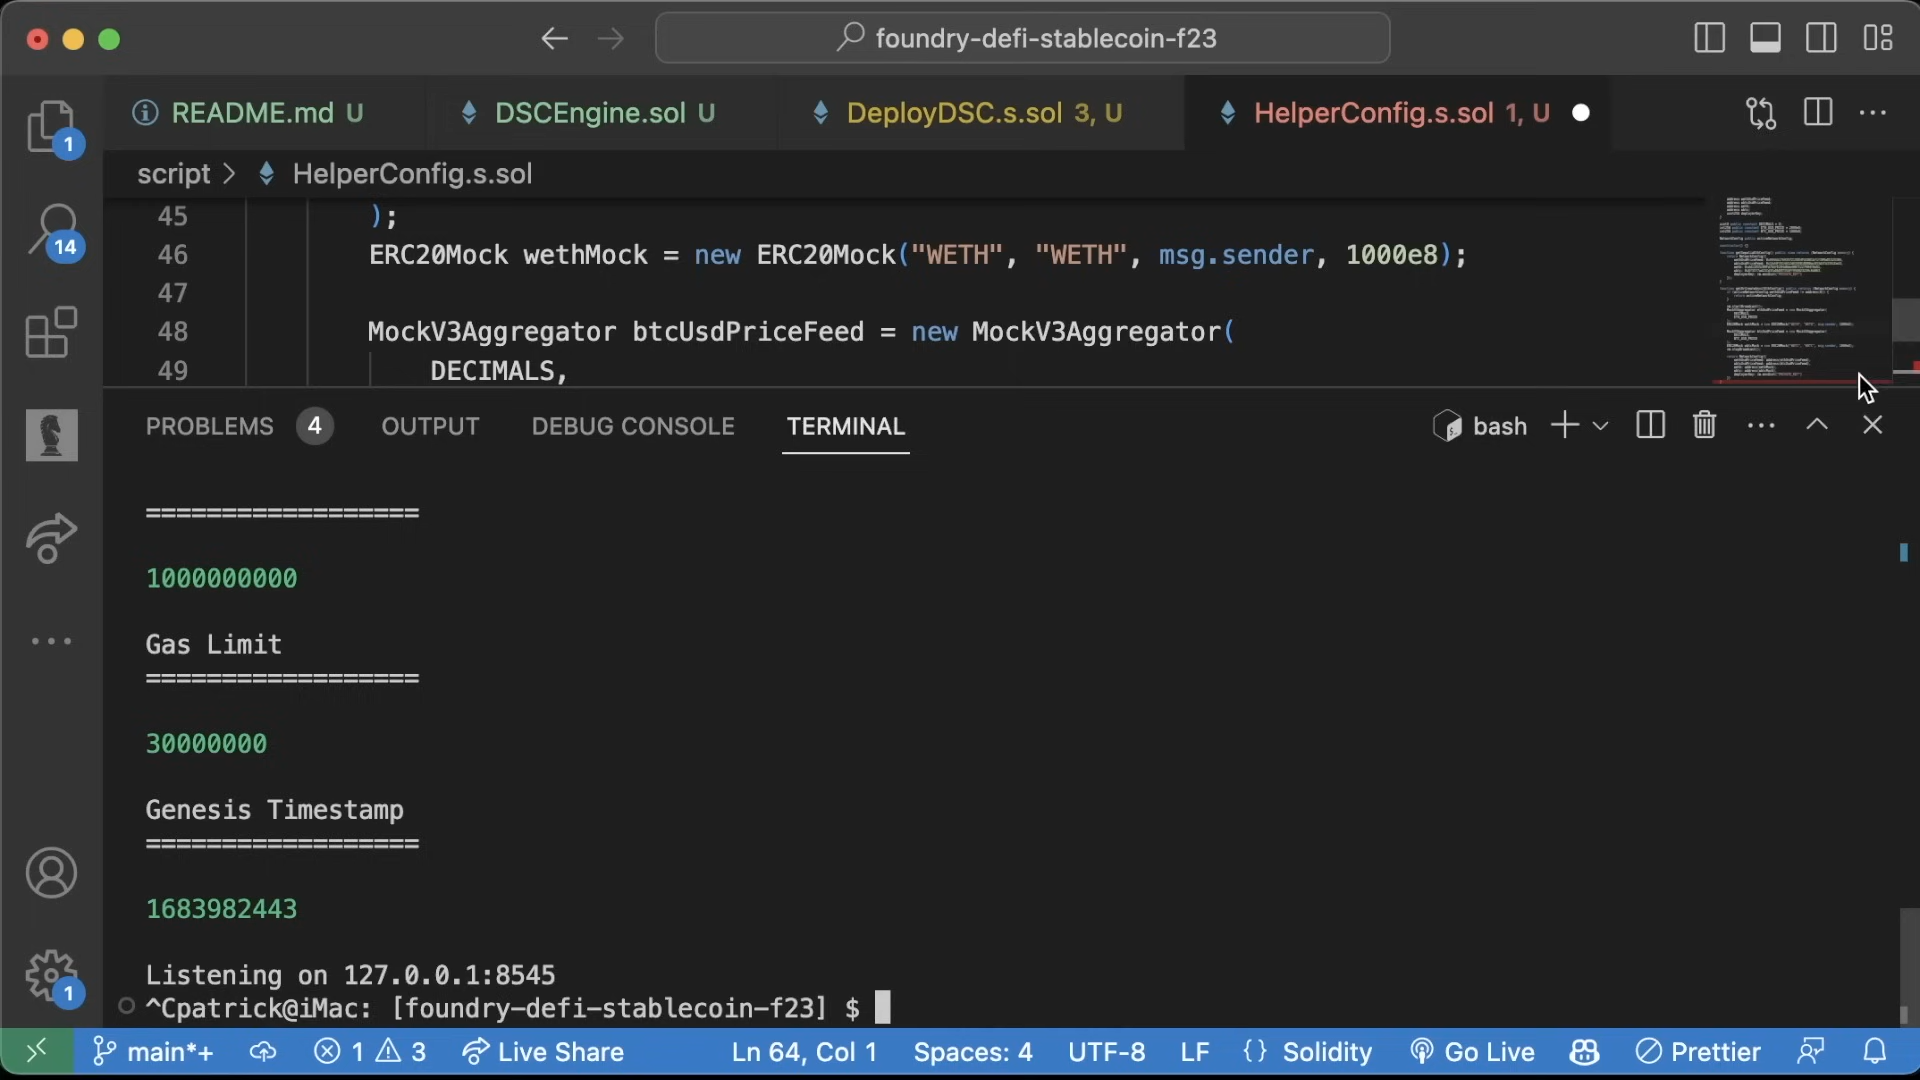 foundry-defi-stablecoin-f23
README.md U
DSCEngine.sol U
DeployDSC.s.sol 3, U
HelperConfig.s.sol 1, U
script > HelperConfig.s.sol
45 );
46 ERC20Mock wethMock = new ERC20Mock("WETH", "WETH", msg.sender, 1000e8);
47
48 MockV3Aggregator btcUsdPriceFeed = new MockV3Aggregator(
49 DECIMALS,
PROBLEMS 4 OUTPUT DEBUG CONSOLE TERMINAL
bash
==================
1000000000
Gas Limit
==================
30000000
Genesis Timestamp
==================
1683982443
Listening on 127.0.0.1:8545
^Cpatrick@iMac: [foundry-defi-stablecoin-f23] $
1
14
1
main*+ 1 3 Live Share Ln 64, Col 1 Spaces: 4 UTF-8 LF {} Solidity Go Live Prettier